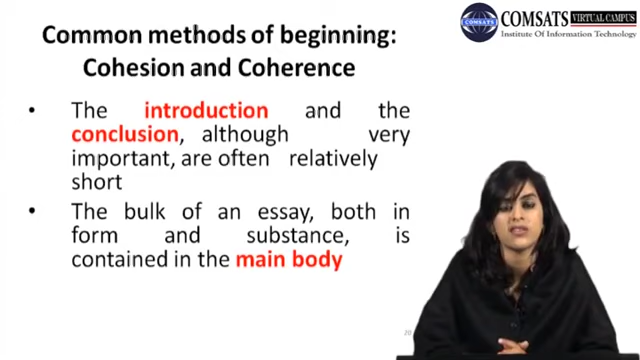 Common methods of beginning:
Cohesion and Coherence
COMSATS VIRTUAL CAMPUS
Institute Of Information Technology
• The introduction and the
conclusion, although very
important, are often relatively
short
• The bulk of an essay, both in
form and substance, is
contained in the main body
20